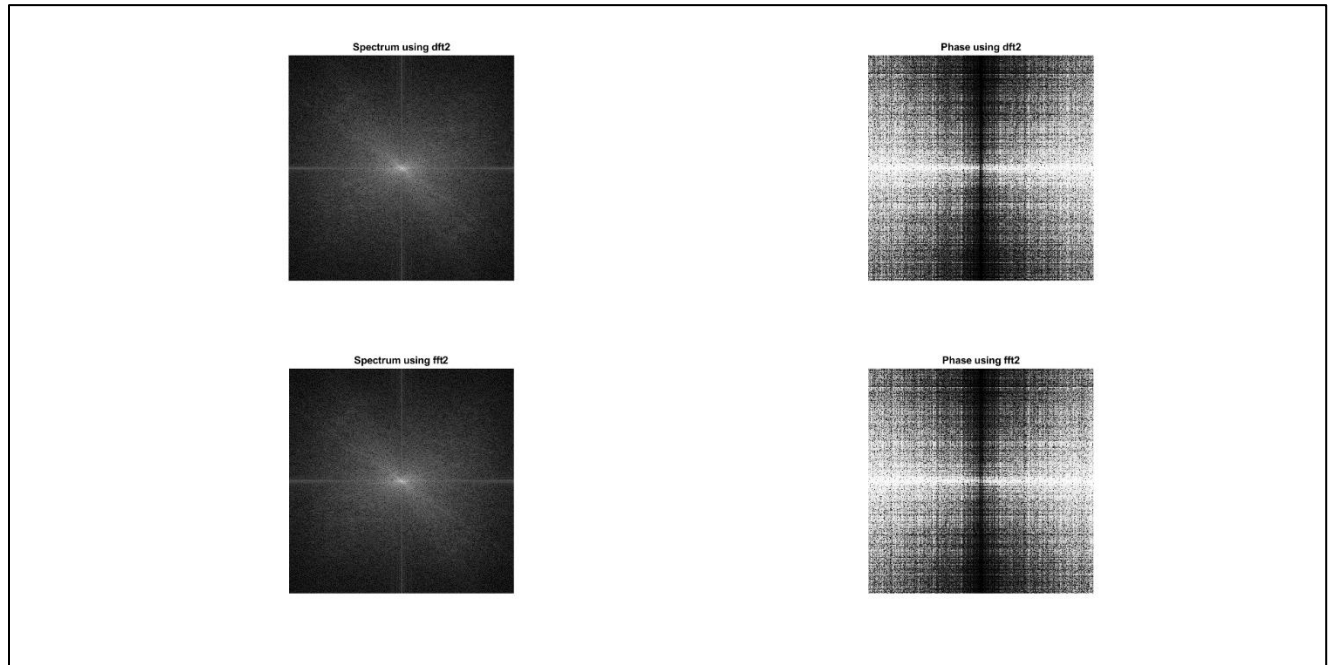 Spectrum using dft2
Phase using dft2
Spectrum using fft2
Phase using fft2